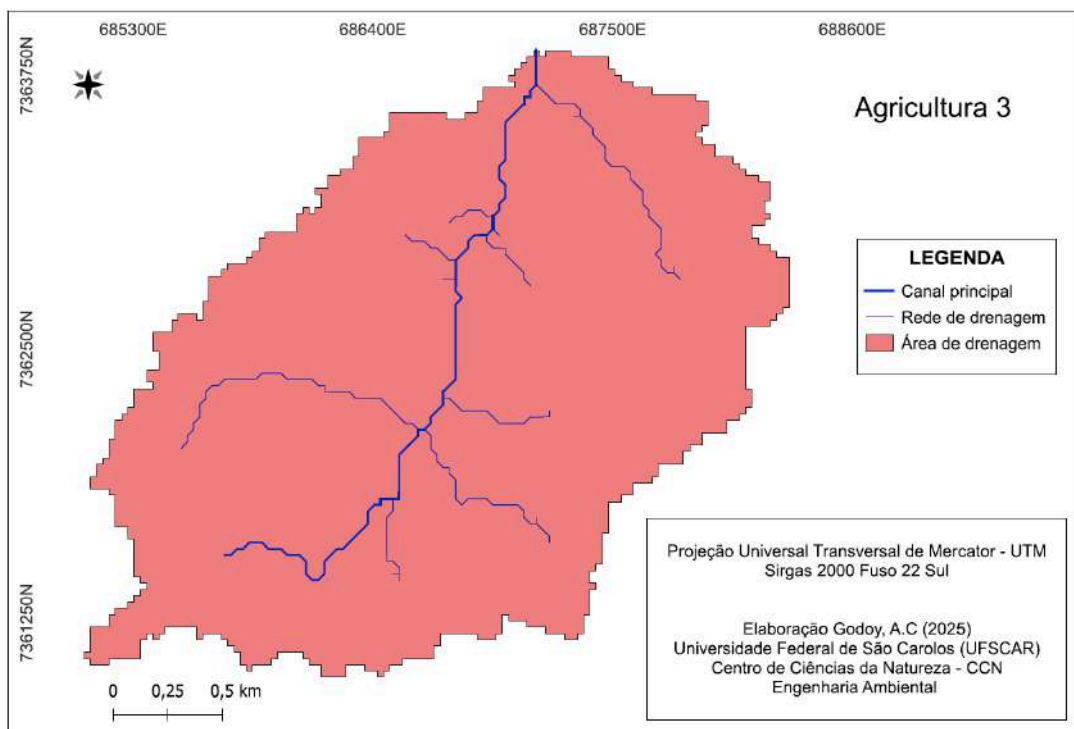 685300E 686400E 687500E 688600E
7363750N
7362500N
7361250N
Agricultura 3
LEGENDA
Canal principal
Rede de drenagem
Área de drenagem
Projeção Universal Transversal de Mercator - UTM
Sirgas 2000 Fuso 22 Sul
Elaboração Godoy, A.C (2025)
Universidade Federal de São Carolos (UFSCAR)
Centro de Ciências da Natureza - CCN
Engenharia Ambiental
0 0,25 0,5 km